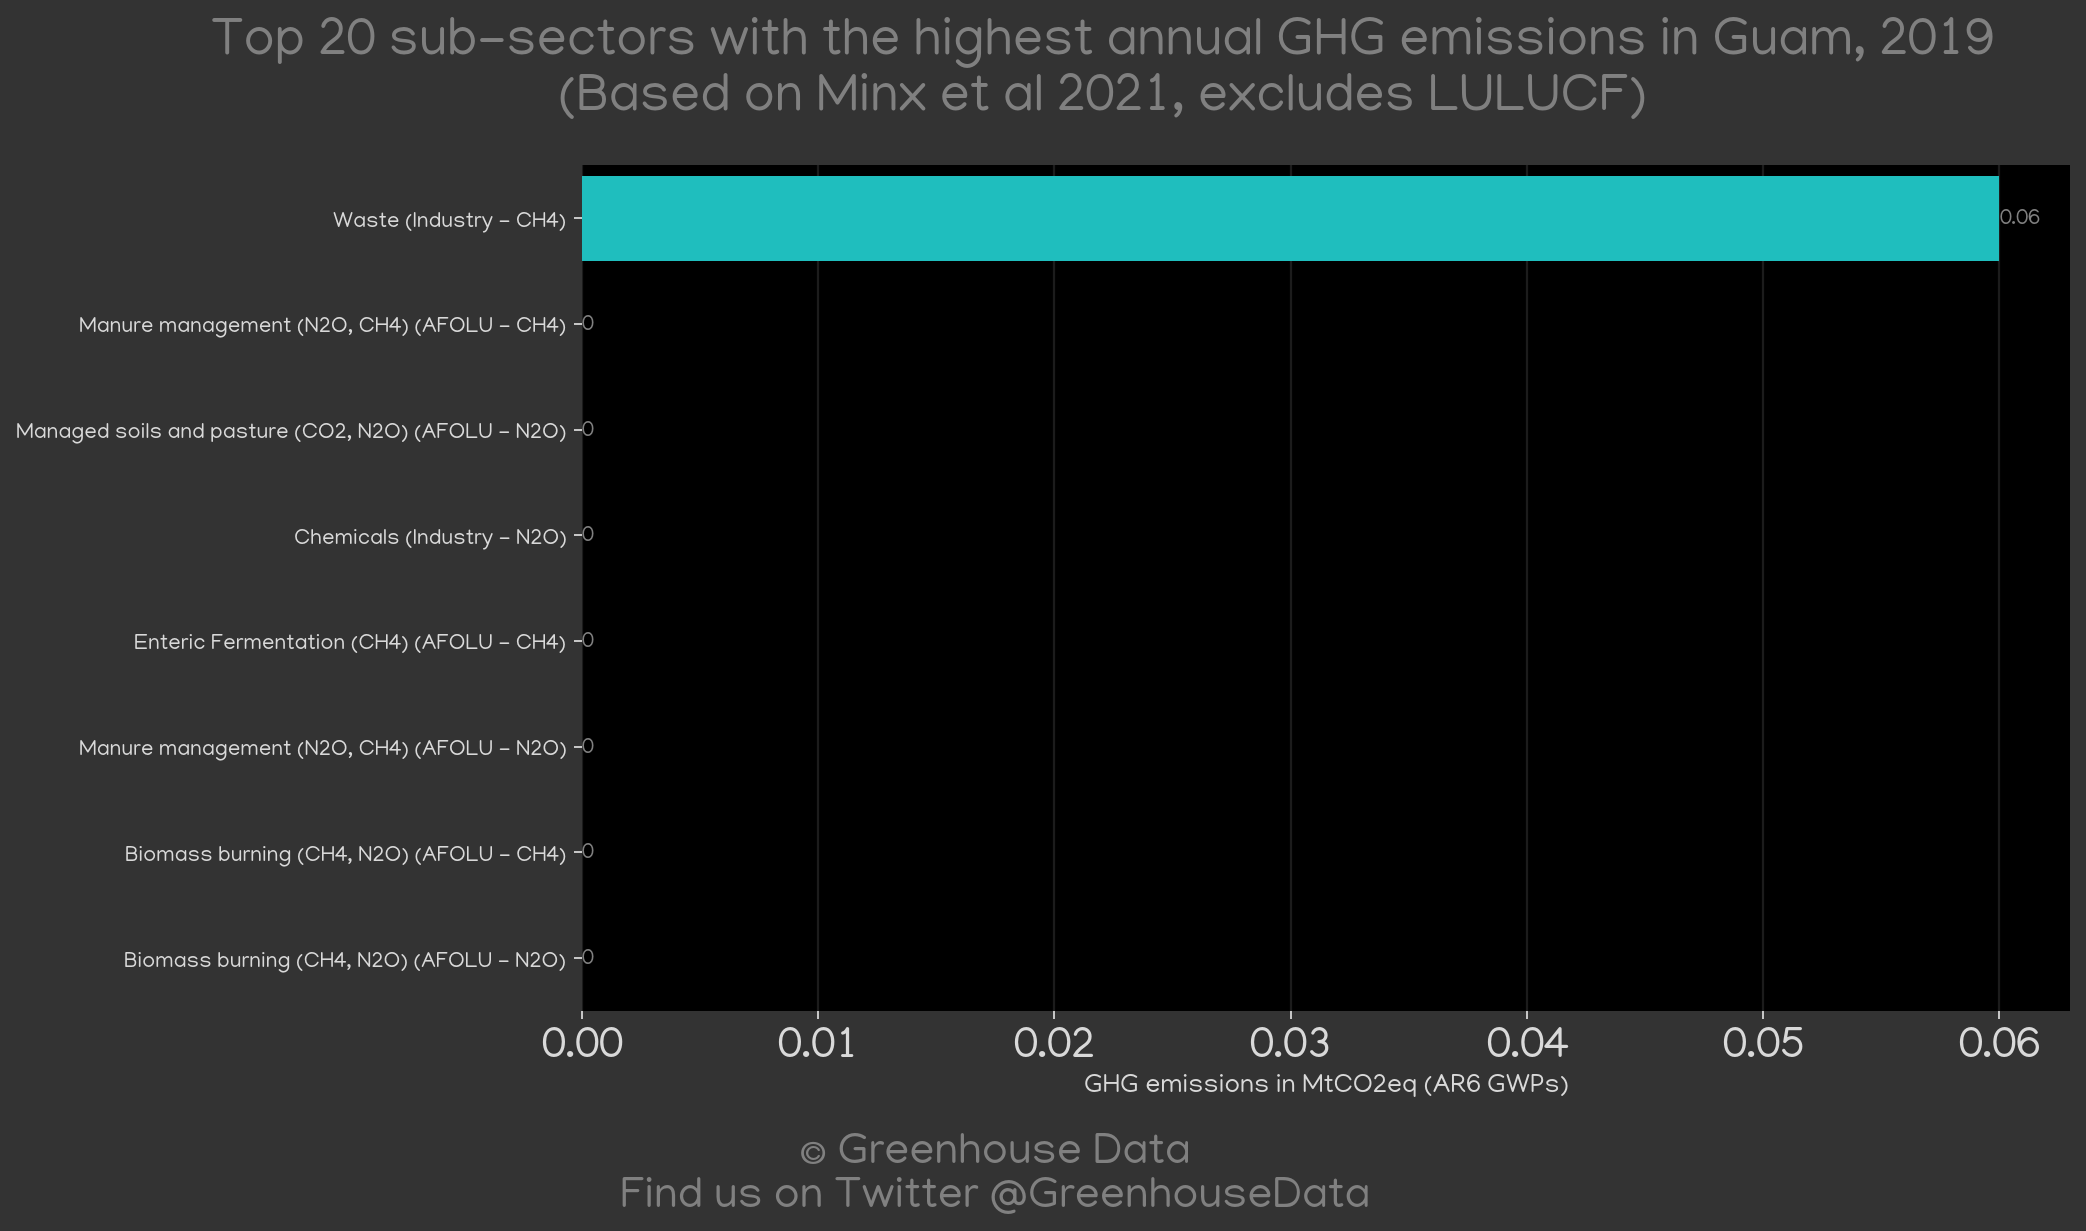 Top 20 sub-sectors with the highest annual GHG emissions in Guam, 2019
(Based on Minx et al 2021, excludes LULUCF)
Waste (Industry - CH4)
0.06
Manure management (N2O, CH4) (AFOLU - CH4)
0
Managed soils and pasture (CO2, N2O) (AFOLU - N2O)
0
Chemicals (Industry - N2O)
0
Enteric Fermentation (CH4) (AFOLU - CH4)
0
Manure management (N2O, CH4) (AFOLU - N2O)
0
Biomass burning (CH4, N2O) (AFOLU - CH4)
0
Biomass burning (CH4, N2O) (AFOLU - N2O)
0
0.00 0.01 0.02 0.03 0.04 0.05 0.06
GHG emissions in MtCO2eq (AR6 GWPs)
© Greenhouse Data
Find us on Twitter @GreenhouseData